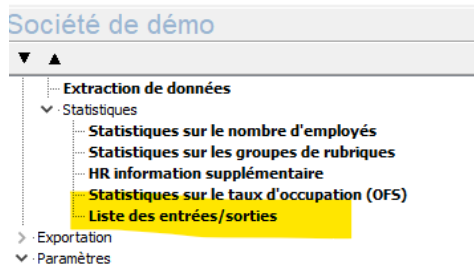 Société de démo
Extraction de données
Statistiques
Statistiques sur le nombre d'employés
Statistiques sur les groupes de rubriques
HR information supplémentaire
Statistiques sur le taux d'occupation (OFS)
Liste des entrées/sorties
Exportation
Paramètres